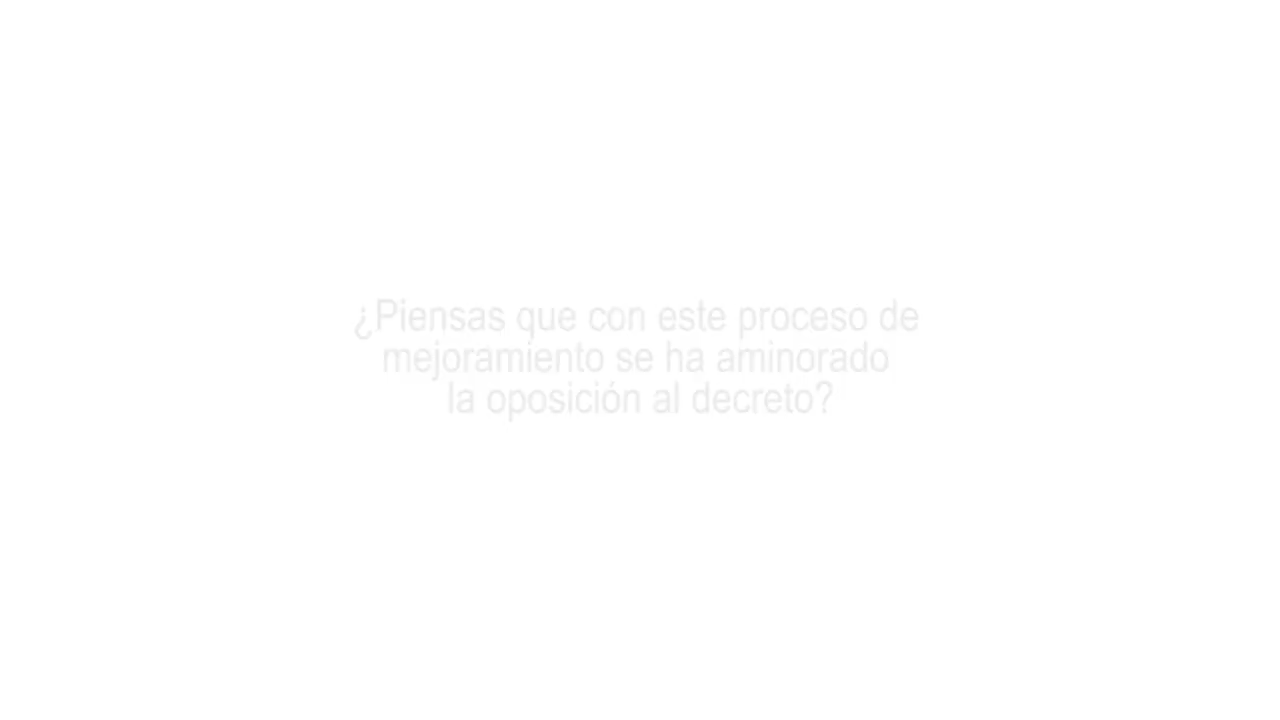 ¿Piensas que con este proceso de
mejoramiento se ha aminorado
la oposición al decreto?